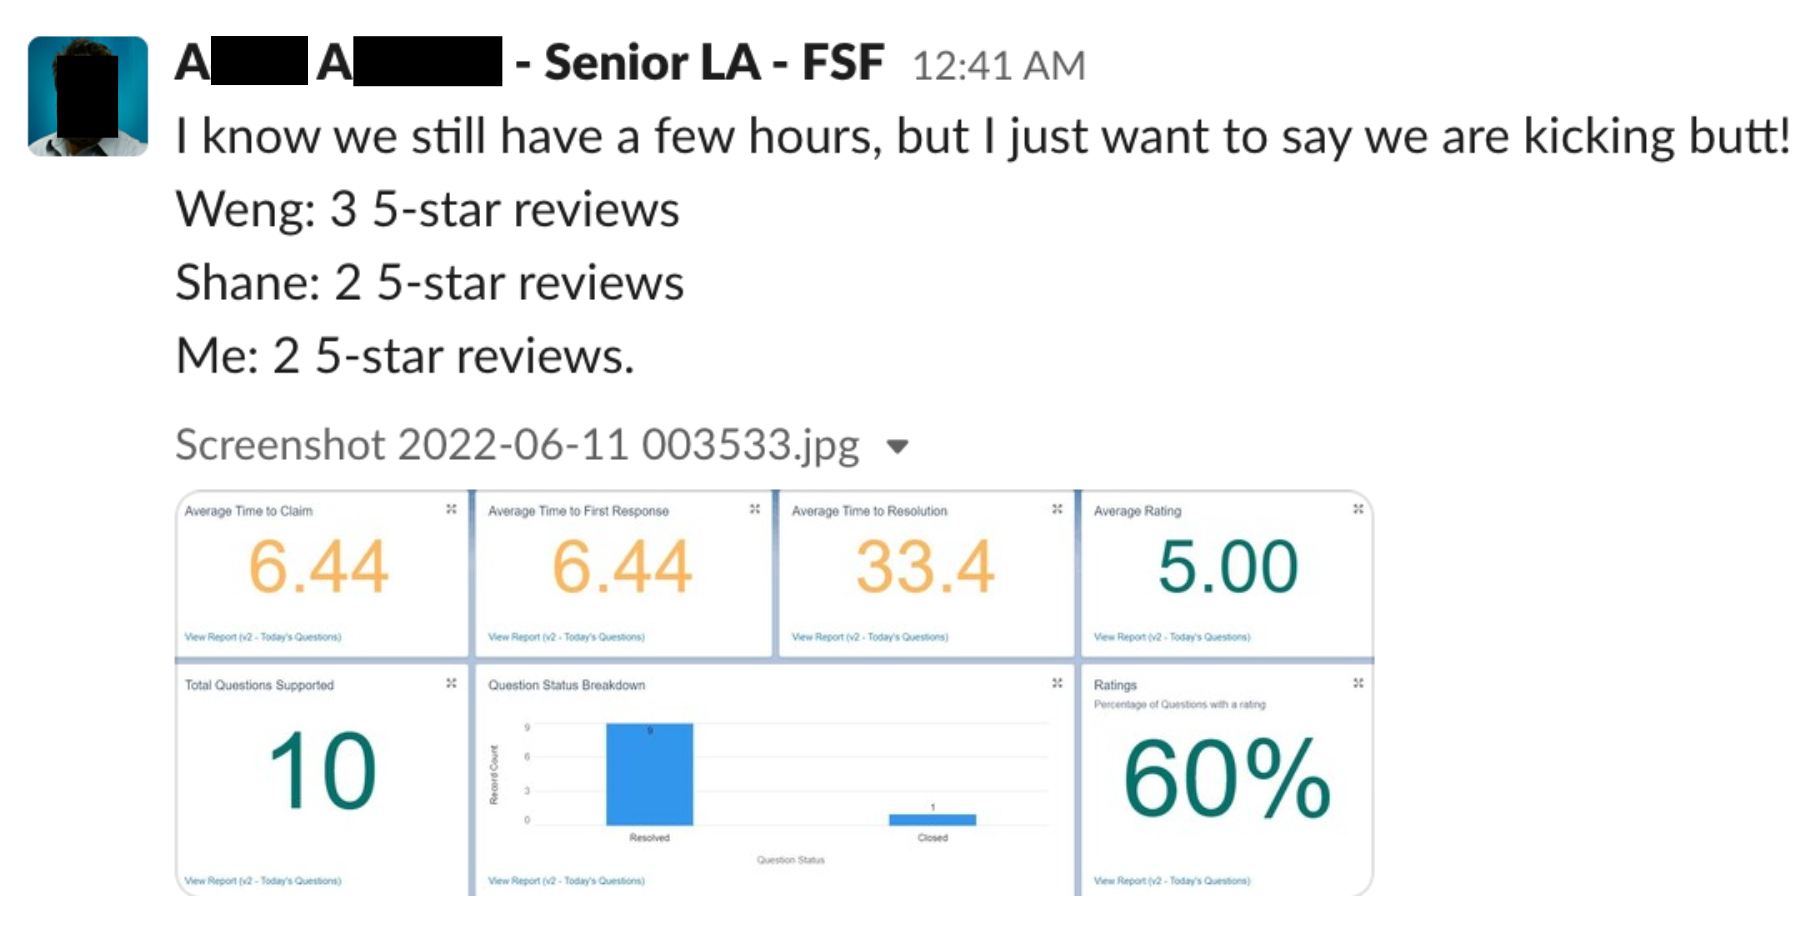 A A - Senior LA - FSF 12:41 AM
I know we still have a few hours, but I just want to say we are kicking butt!
Weng: 3 5-star reviews
Shane: 2 5-star reviews
Me: 2 5-star reviews.
Screenshot 2022-06-11 003533.jpg
Average Time to Claim
6.44
View Report (v2 - Today's Questions)
Average Time to First Response
6.44
View Report (v2 - Today's Questions)
Average Time to Resolution
33.4
View Report (v2 - Today's Questions)
Average Rating
5.00
View Report (v2 - Today's Questions)
Total Questions Supported
10
View Report (v2 - Today's Questions)
Question Status Breakdown
Record Count
9
6
3
0
9
1
Resolved
Closed
Question Status
View Report (v2 - Today's Questions)
Ratings
Percentage of Questions with a rating
60%
View Report (v2 - Today's Questions)